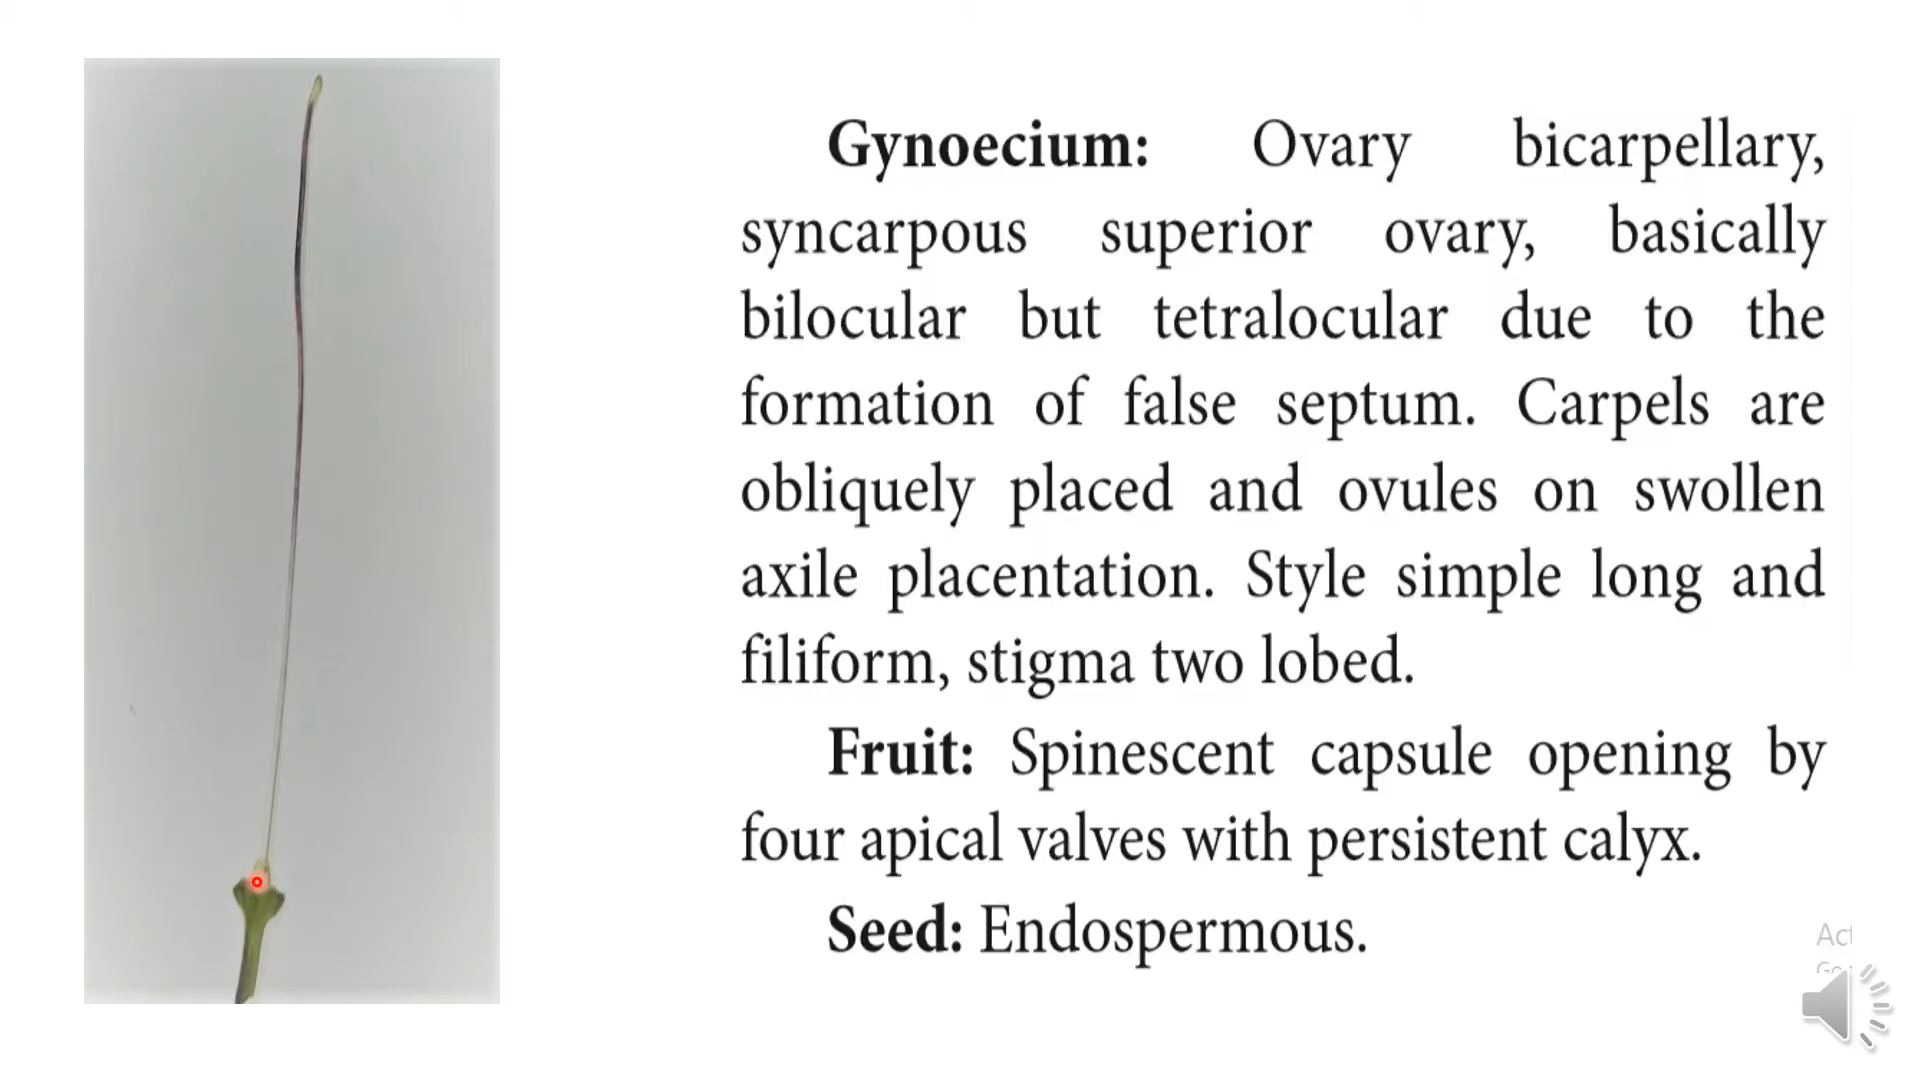 Gynoecium: Ovary bicarpellary,
syncarpous superior ovary, basically
bilocular but tetralocular due to the
formation of false septum. Carpels are
obliquely placed and ovules on swollen
axile placentation. Style simple long and
filiform, stigma two lobed.
Fruit: Spinescent capsule opening by
four apical valves with persistent calyx.
Seed: Endospermous.